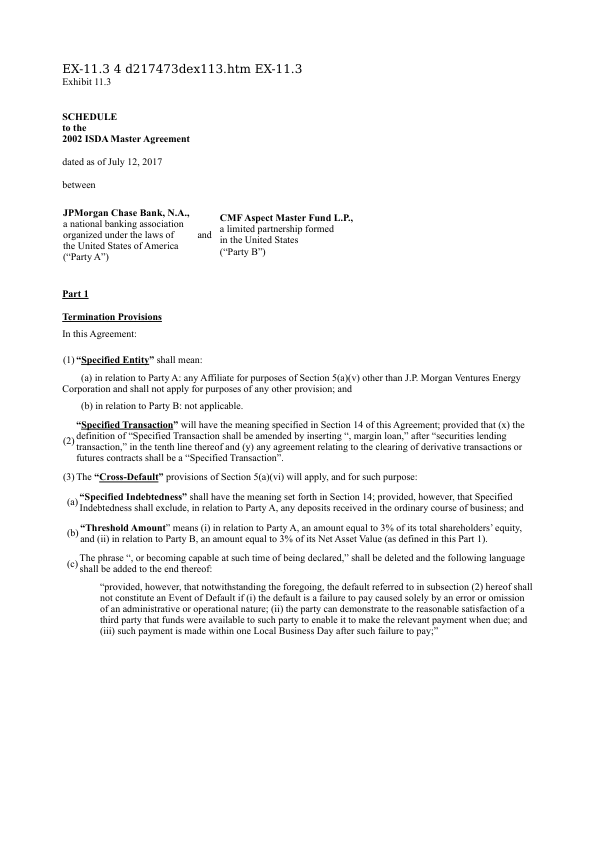 EX-11.3 4 d217473dex113.htm EX-11.3
Exhibit 11.3
SCHEDULE
to the
2002 ISDA Master Agreement
dated as of July 12, 2017
between
JPMorgan Chase Bank, N.A.,
a national banking association
organized under the laws of
the United States of America
(“Party A”)
and
CMF Aspect Master Fund L.P.,
a limited partnership formed
in the United States
(“Party B”)
Part 1
Termination Provisions
In this Agreement:
(1) “Specified Entity” shall mean:
(a) in relation to Party A: any Affiliate for purposes of Section 5(a)(v) other than J.P. Morgan Ventures Energy
Corporation and shall not apply for purposes of any other provision; and
(b) in relation to Party B: not applicable.
(2) “Specified Transaction” will have the meaning specified in Section 14 of this Agreement; provided that (x) the
definition of “Specified Transaction shall be amended by inserting “, margin loan,” after “securities lending
transaction,” in the tenth line thereof and (y) any agreement relating to the clearing of derivative transactions or
futures contracts shall be a “Specified Transaction”.
(3) The “Cross-Default” provisions of Section 5(a)(vi) will apply, and for such purpose:
(a) “Specified Indebtedness” shall have the meaning set forth in Section 14; provided, however, that Specified
Indebtedness shall exclude, in relation to Party A, any deposits received in the ordinary course of business; and
(b) “Threshold Amount” means (i) in relation to Party A, an amount equal to 3% of its total shareholders’ equity,
and (ii) in relation to Party B, an amount equal to 3% of its Net Asset Value (as defined in this Part 1).
(c) The phrase “, or becoming capable at such time of being declared,” shall be deleted and the following language
shall be added to the end thereof:
“provided, however, that notwithstanding the foregoing, the default referred to in subsection (2) hereof shall
not constitute an Event of Default if (i) the default is a failure to pay caused solely by an error or omission
of an administrative or operational nature; (ii) the party can demonstrate to the reasonable satisfaction of a
third party that funds were available to such party to enable it to make the relevant payment when due; and
(iii) such payment is made within one Local Business Day after such failure to pay;”